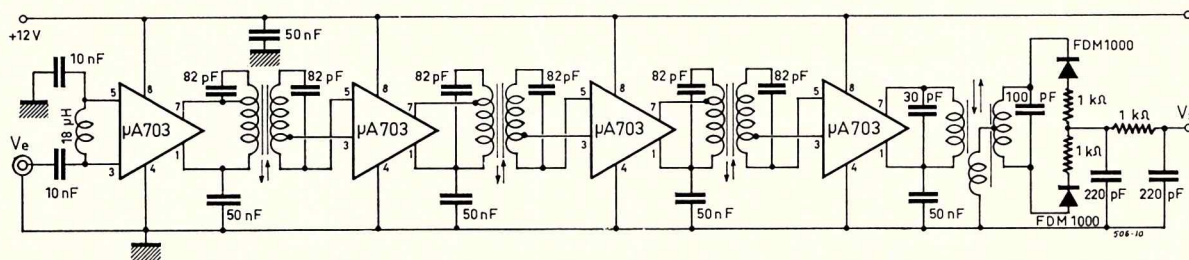 +12V
10 nF
50 nF
82 pF
82 pF
82 pF
82 pF
82 pF
82 pF
30 pF
100 PF
FDM1000
1 kΩ
1 kΩ
1 kΩ
Ve
18 µH
10 nF
5
3
8
4
7
1
µA703
50 nF
5
3
8
4
7
1
µA703
50 nF
5
3
8
4
7
1
µA703
50 nF
5
3
8
4
7
1
µA703
50 nF
220 pF
220 pF
FDM1000
506-10